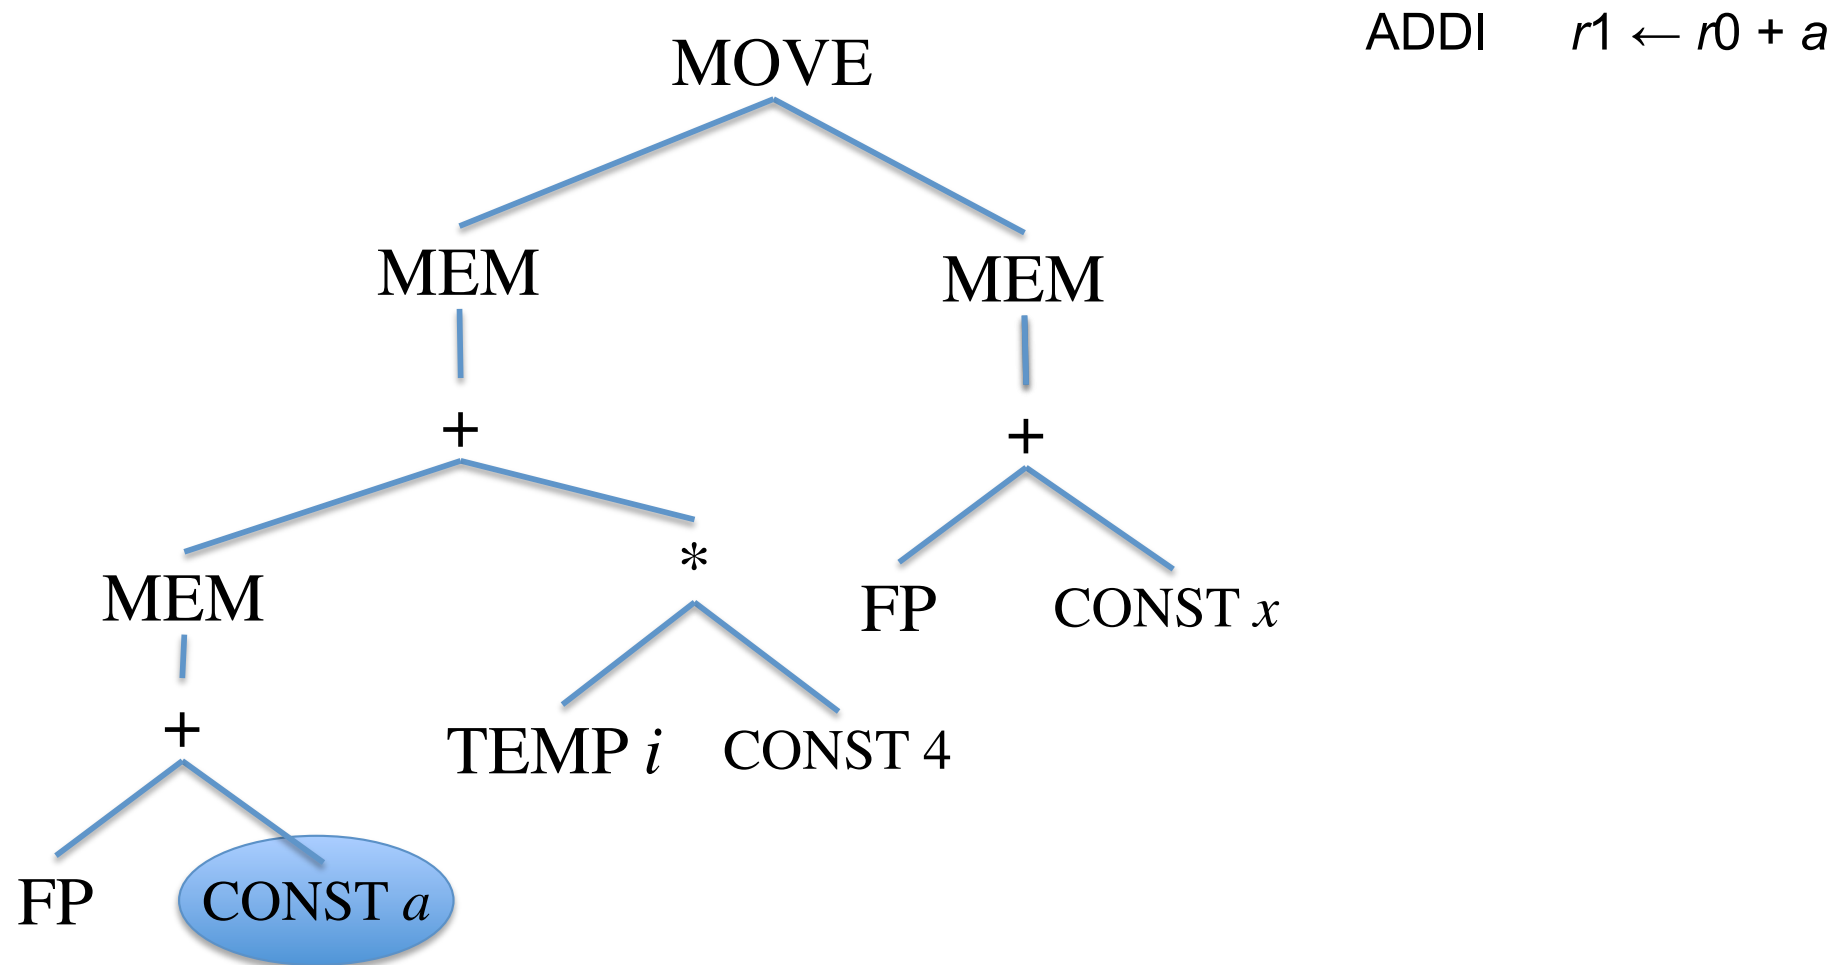 ADDI r1 ← r0 + a
MOVE
MEM MEM
+ +
MEM * FP CONST x
+ TEMP i CONST 4
FP CONST a